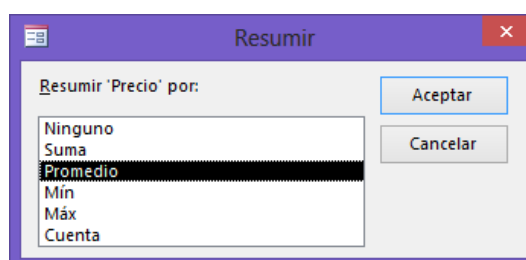 Resumir
Resumir 'Precio' por:
Aceptar
Ninguno
Suma
Cancelar
Promedio
Mín
Máx
Cuenta